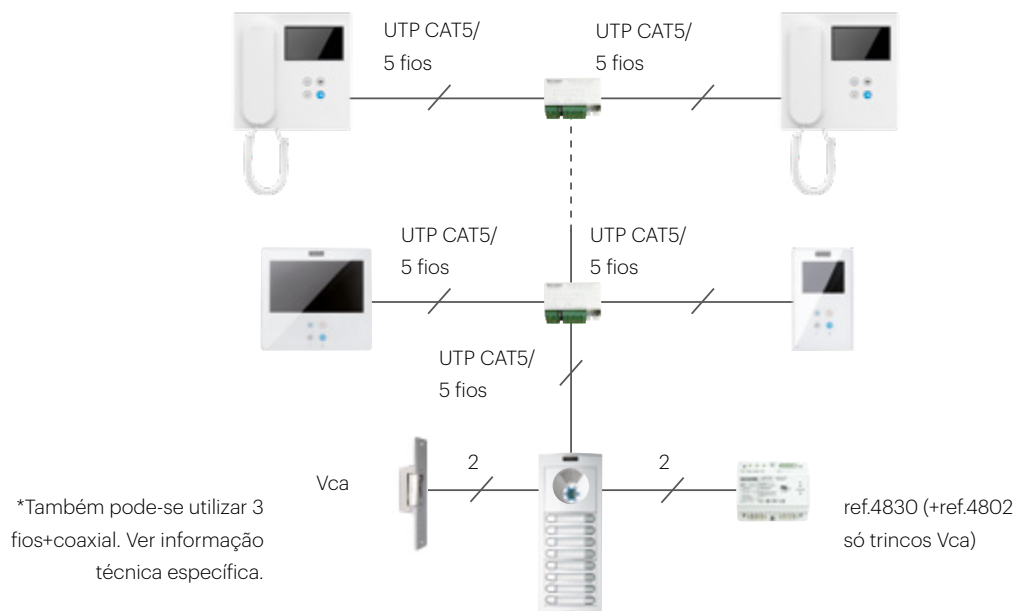 UTP CAT5/
5 fios
UTP CAT5/
5 fios
UTP CAT5/
5 fios
UTP CAT5/
5 fios
UTP CAT5/
5 fios
Vca
2
2
*Também pode-se utilizar 3
fios+coaxial. Ver informação
técnica específica.
ref.4830 (+ref.4802
só trincos Vca)